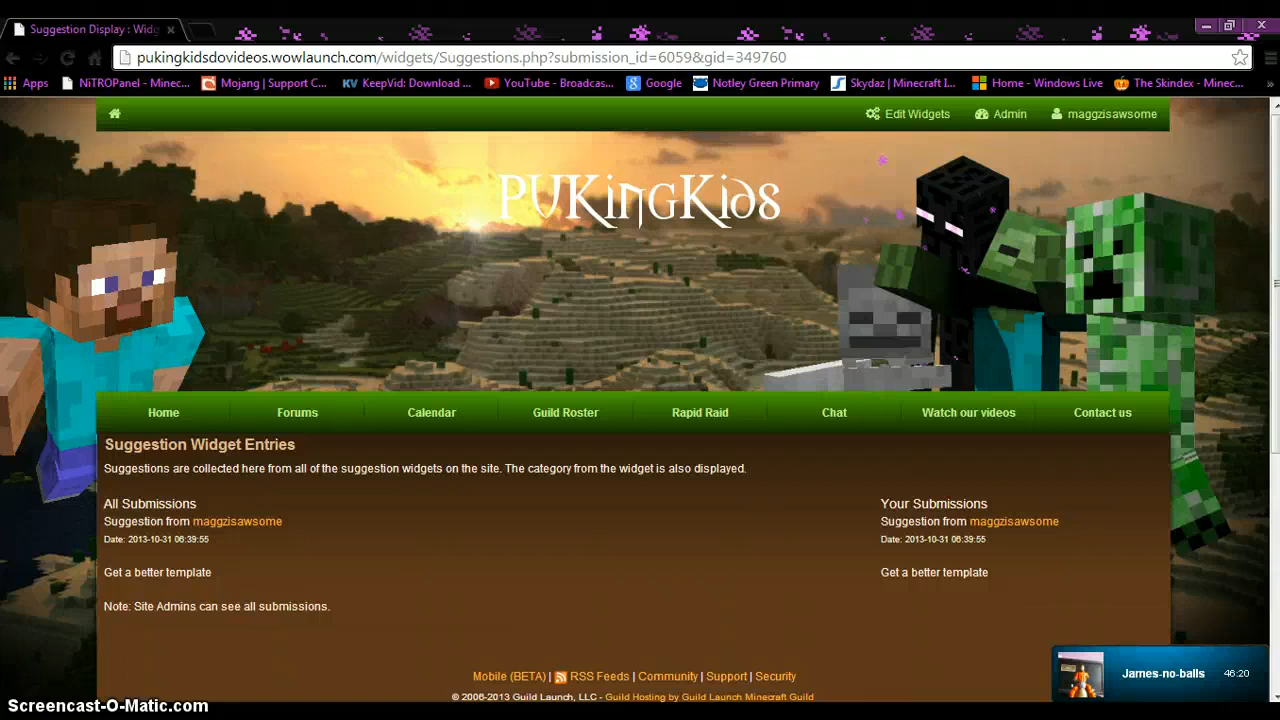 Suggestion Display : Widg
pukingkidsdovideos.wowlaunch.com/widgets/Suggestions.php?submission_id=6059&gid=349760
Apps NiTROPanel - Minec... Mojang | Support C... KV KeepVid: Download ... YouTube - Broadcas... Google Notley Green Primary Skydaz | Minecraft I... Home - Windows Live The Skindex - Minec... »
Edit Widgets Admin maggzisawsome
PUKingKids
Home Forums Calendar Guild Roster Rapid Raid Chat Watch our videos Contact us
Suggestion Widget Entries
Suggestions are collected here from all of the suggestion widgets on the site. The category from the widget is also displayed.
All Submissions
Suggestion from maggzisawsome
Date: 2013-10-31 06:39:55
Get a better template
Note: Site Admins can see all submissions.
Your Submissions
Suggestion from maggzisawsome
Date: 2013-10-31 06:39:55
Get a better template
Mobile (BETA) | RSS Feeds | Community | Support | Security
© 2006-2013 Guild Launch, LLC - Guild Hosting by Guild Launch Minecraft Guild
James-no-balls 46:20
Screencast-O-Matic.com